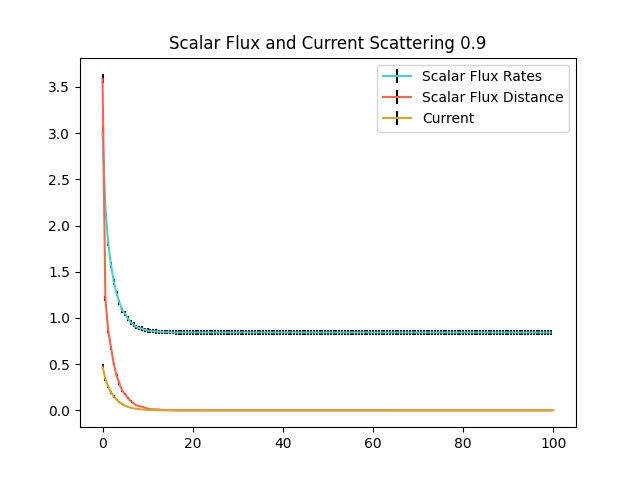 Scalar Flux and Current Scattering 0.9
Scalar Flux Rates
Scalar Flux Distance
Current
3.5
3.0
2.5
2.0
1.5
1.0
0.5
0.0
0 20 40 60 80 100